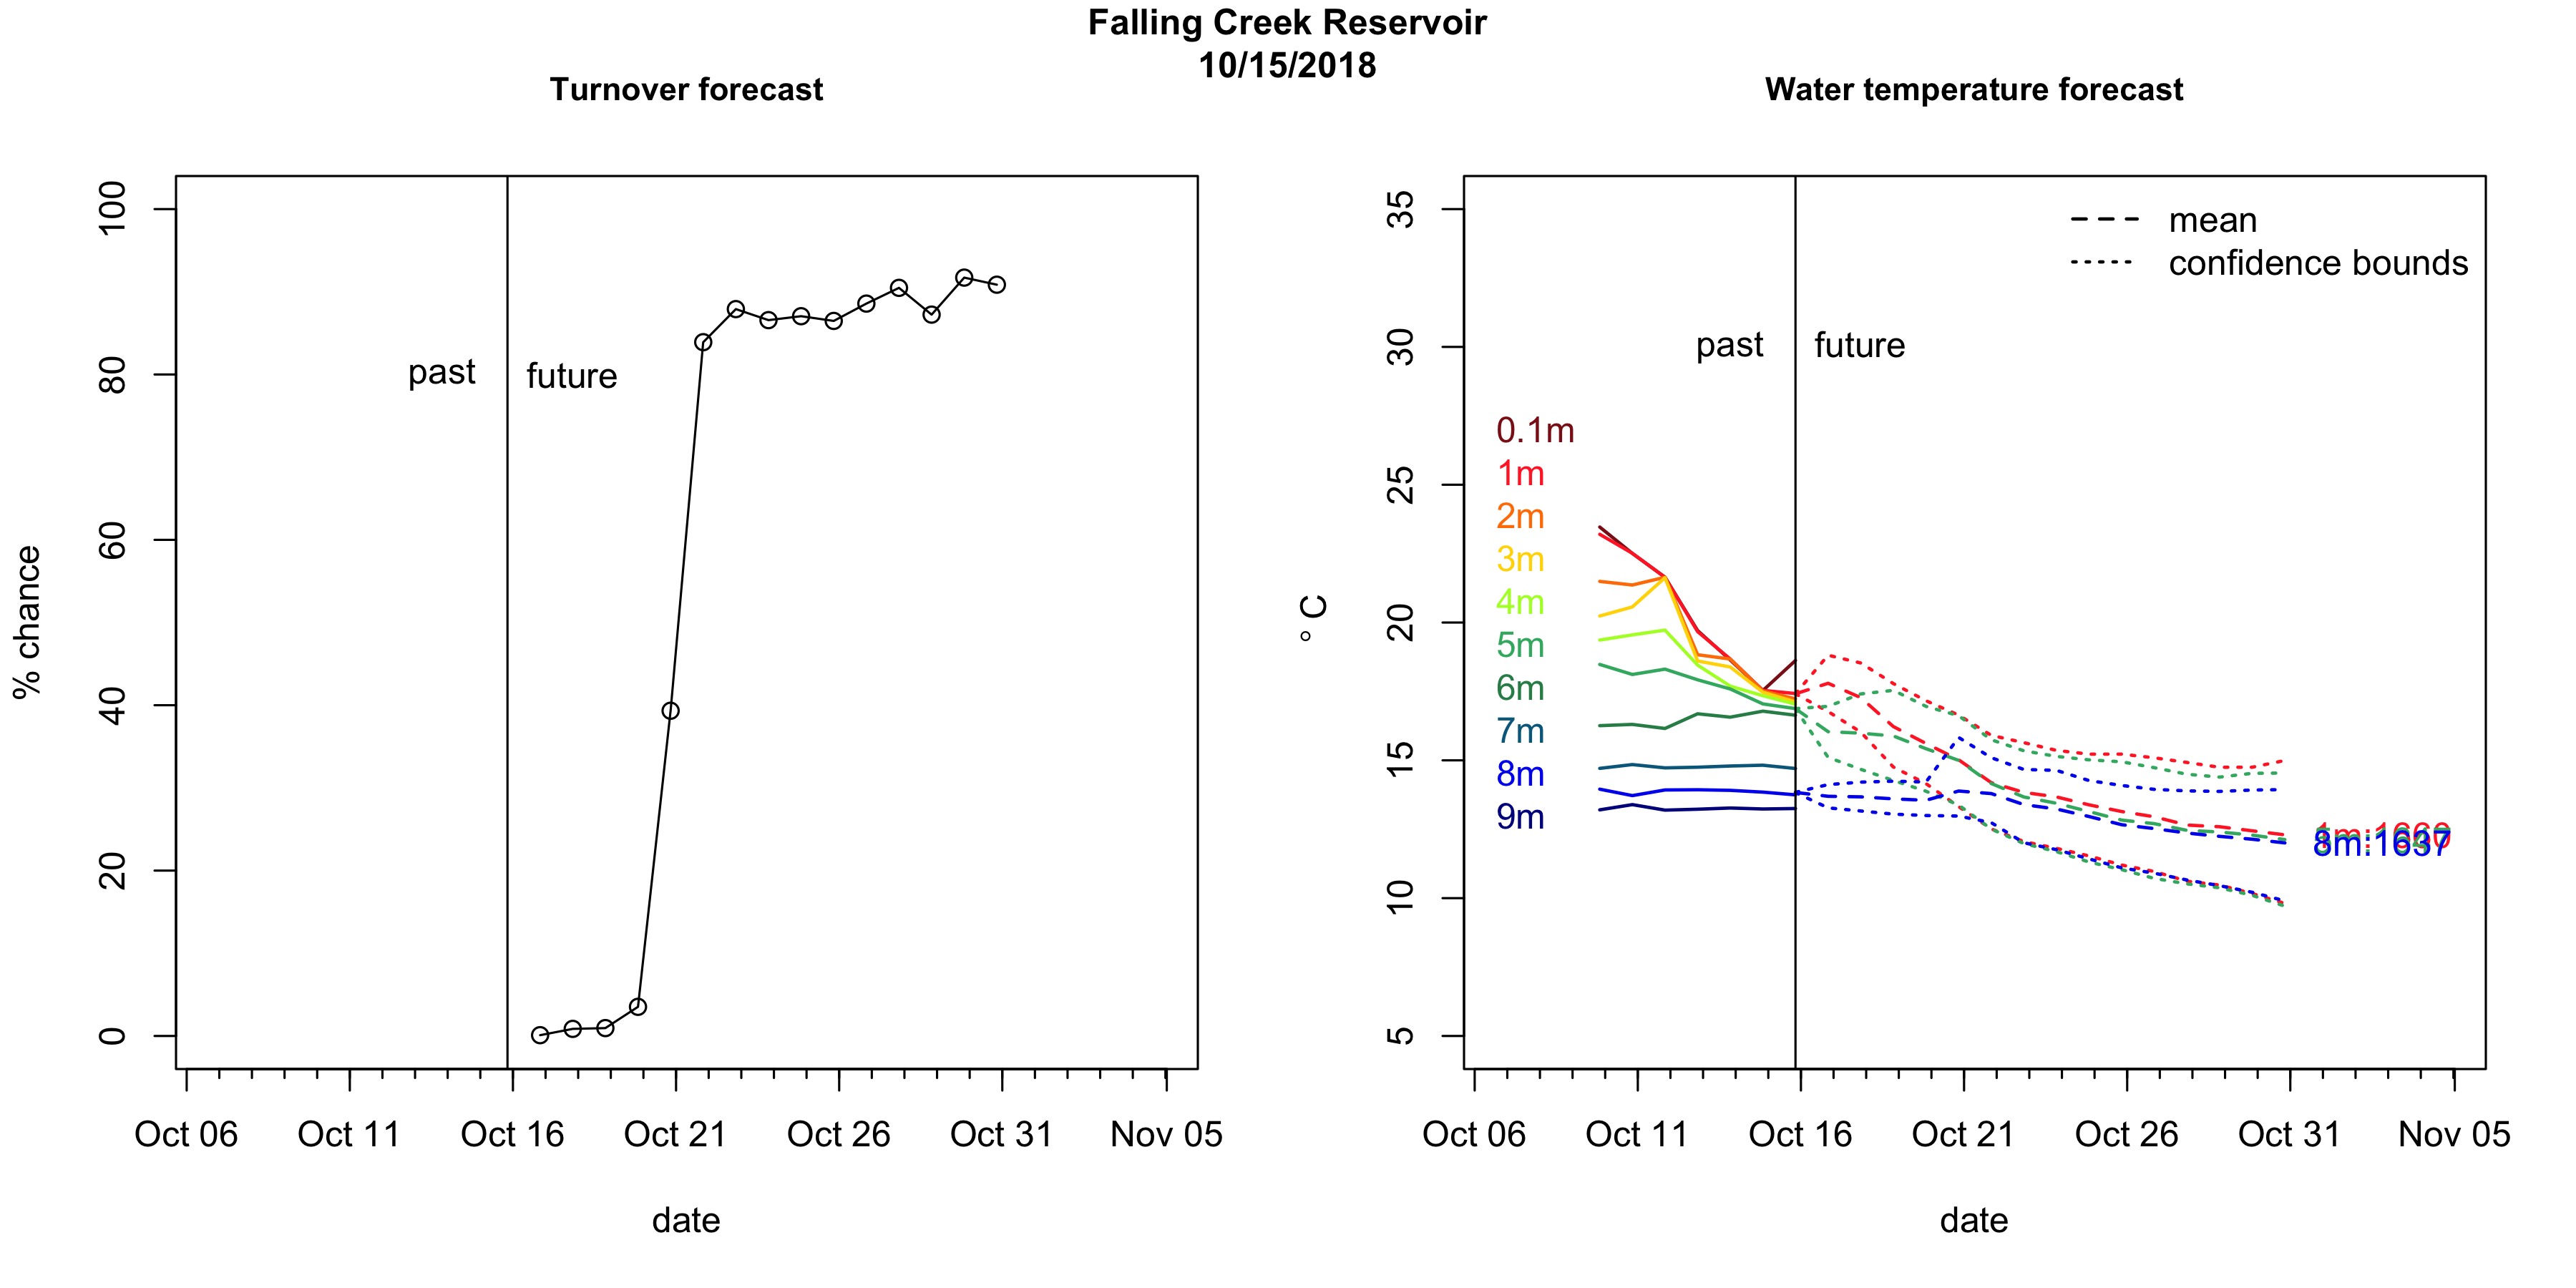 Falling Creek Reservoir
10/15/2018
Turnover forecast
% chance
100
80
60
40
20
0
past
future
Oct 06
Oct 11
Oct 16
Oct 21
Oct 26
Oct 31
Nov 05
date
Water temperature forecast
° C
35
30
25
20
15
10
5
mean
confidence bounds
past
future
0.1m
1m
2m
3m
4m
5m
6m
7m
8m
9m
8m:1637
Oct 06
Oct 11
Oct 16
Oct 21
Oct 26
Oct 31
Nov 05
date